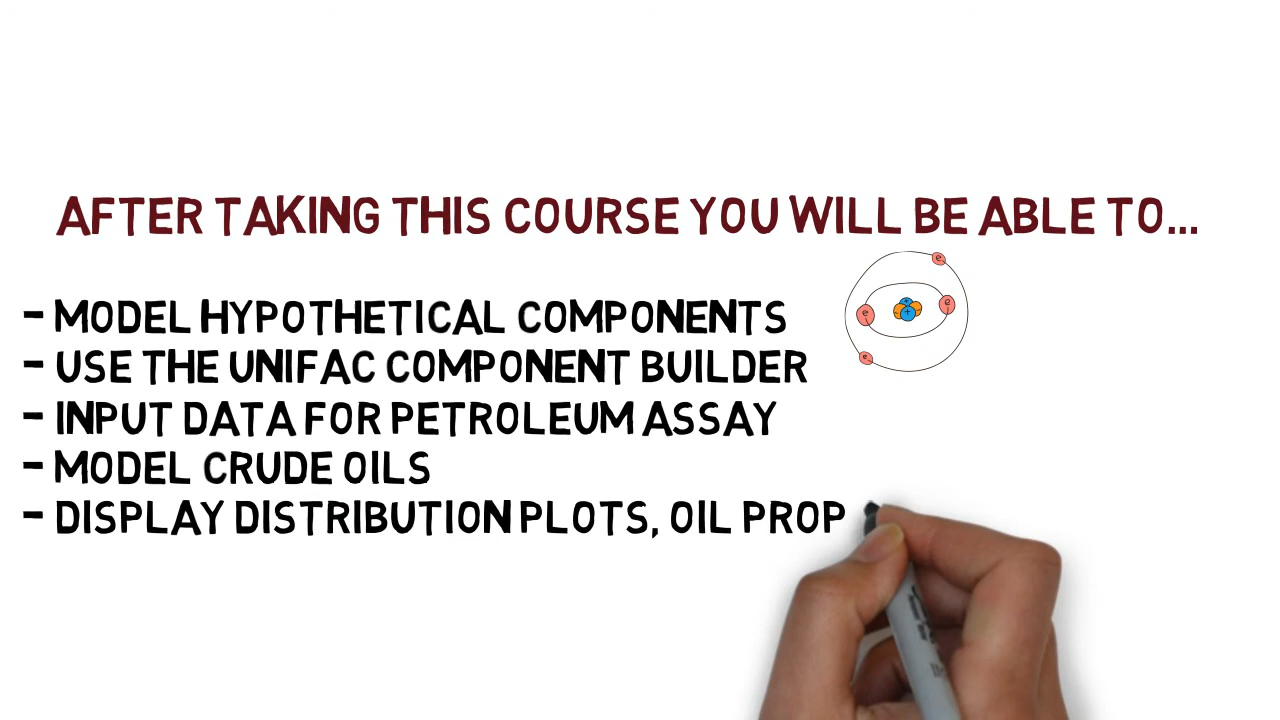 AFTER TAKING THIS COURSE YOU WILL BE ABLE TO...
- MODEL HYPOTHETICAL COMPONENTS
- USE THE UNIFAC COMPONENT BUILDER
- INPUT DATA FOR PETROLEUM ASSAY
- MODEL CRUDE OILS
- DISPLAY DISTRIBUTION PLOTS, OIL PROP
e
e
e
e
+
+